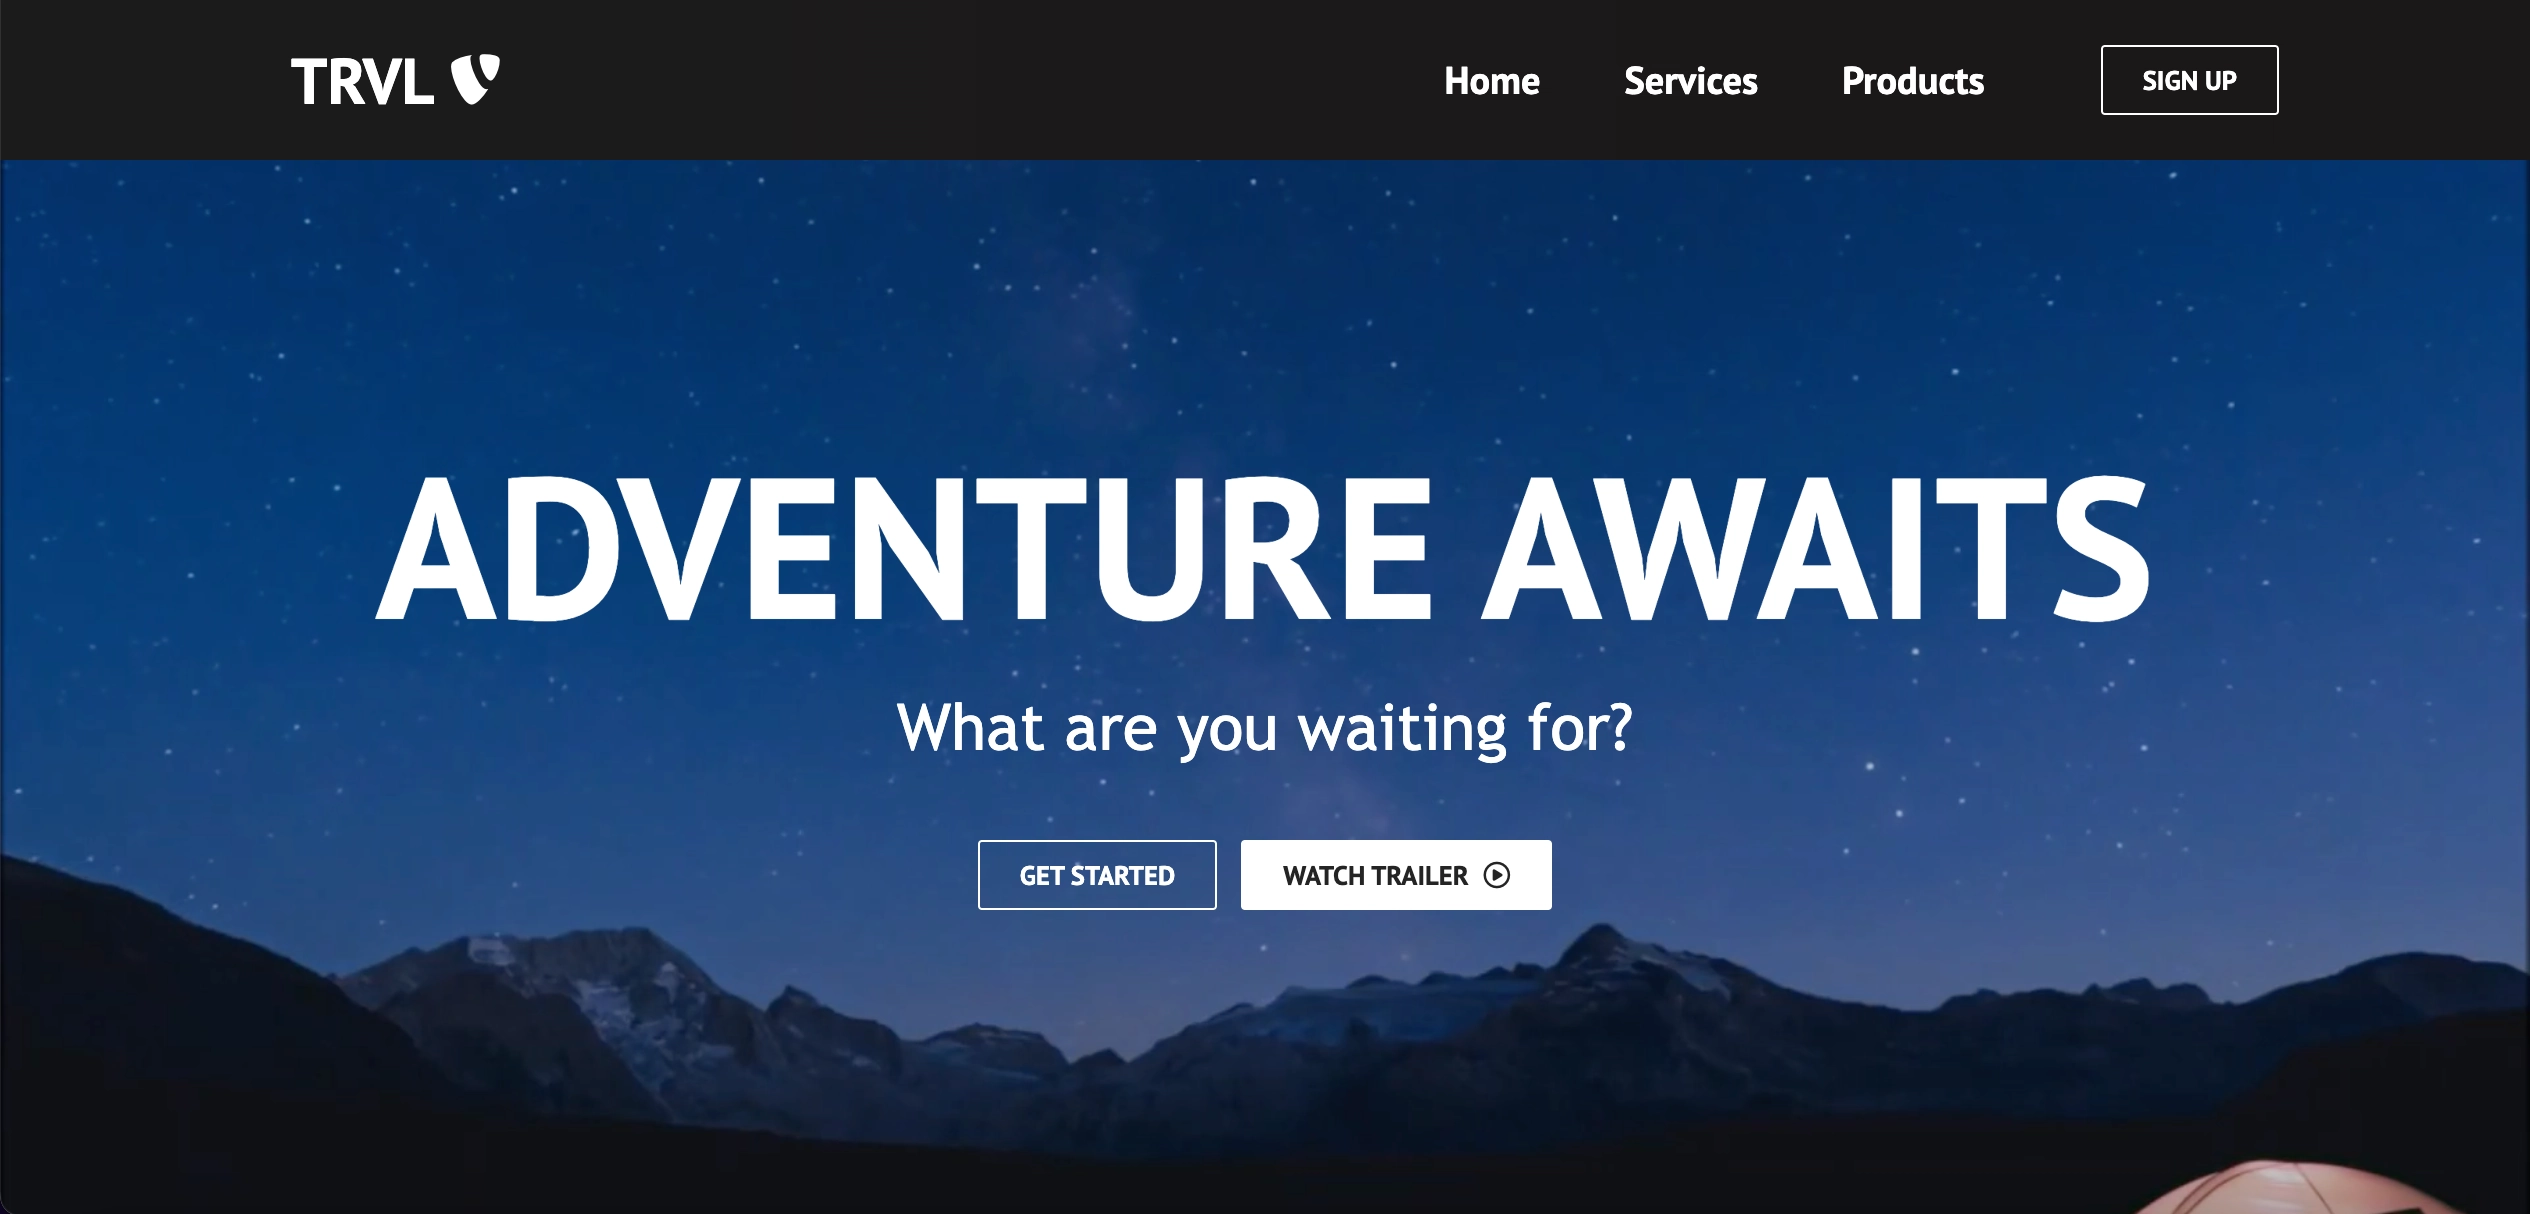 TRVL
Home Services Products SIGN UP
ADVENTURE AWAITS
What are you waiting for?
GET STARTED WATCH TRAILER